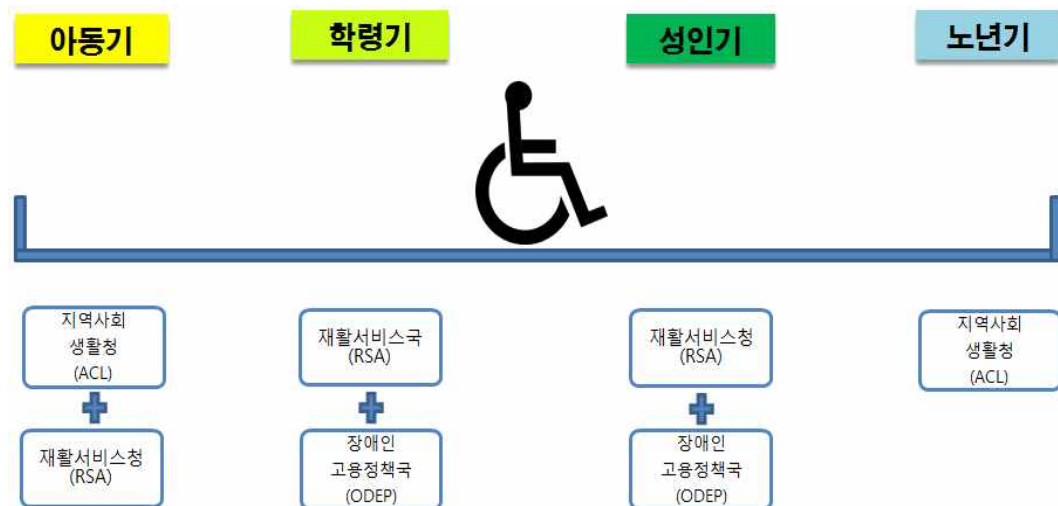 아동기
학령기
성인기
노년기
지역사회
생활청
(ACL)
재활서비스청
(RSA)
재활서비스국
(RSA)
장애인
고용정책국
(ODEP)
재활서비스청
(RSA)
장애인
고용정책국
(ODEP)
지역사회
생활청
(ACL)